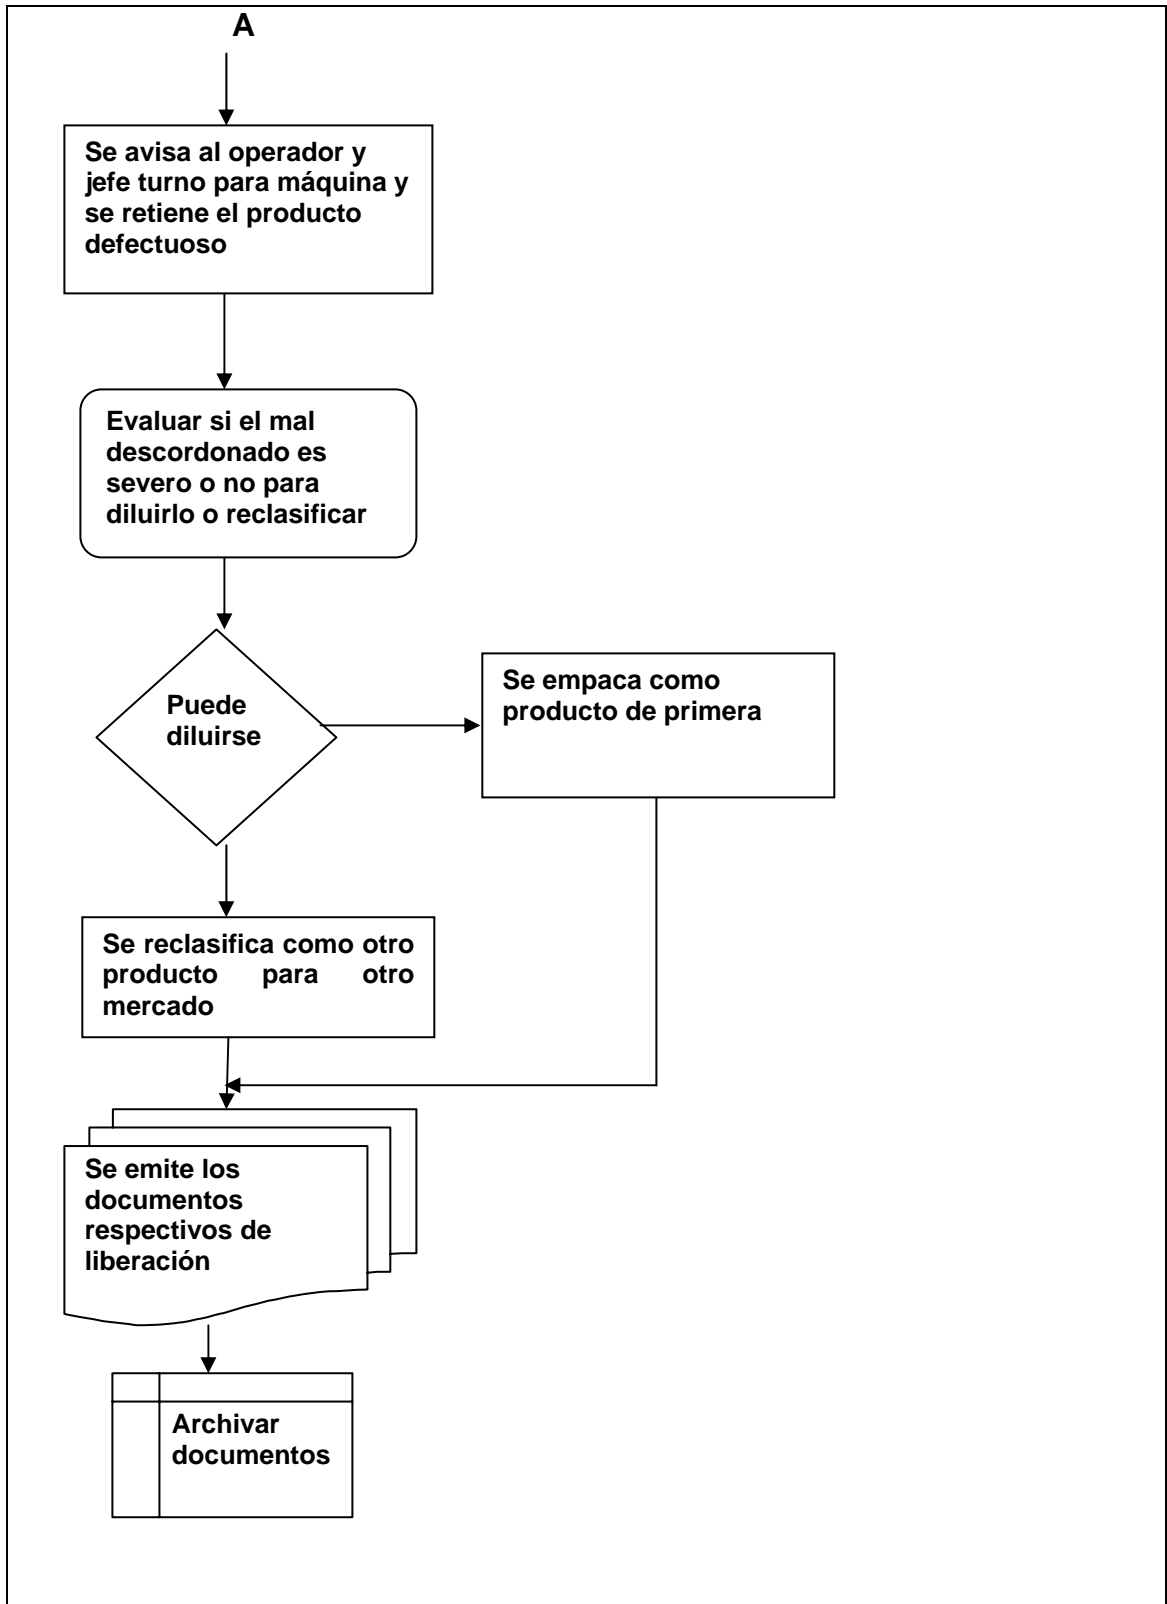 A
Se avisa al operador y
jefe turno para máquina y
se retiene el producto
defectuoso
Evaluar si el mal
descordonado es
severo o no para
diluirlo o reclasificar
Puede
diluirse
Se empaca como
producto de primera
Se reclasifica como otro
producto para otro
mercado
Se emite los
documentos
respectivos de
liberación
Archivar
documentos